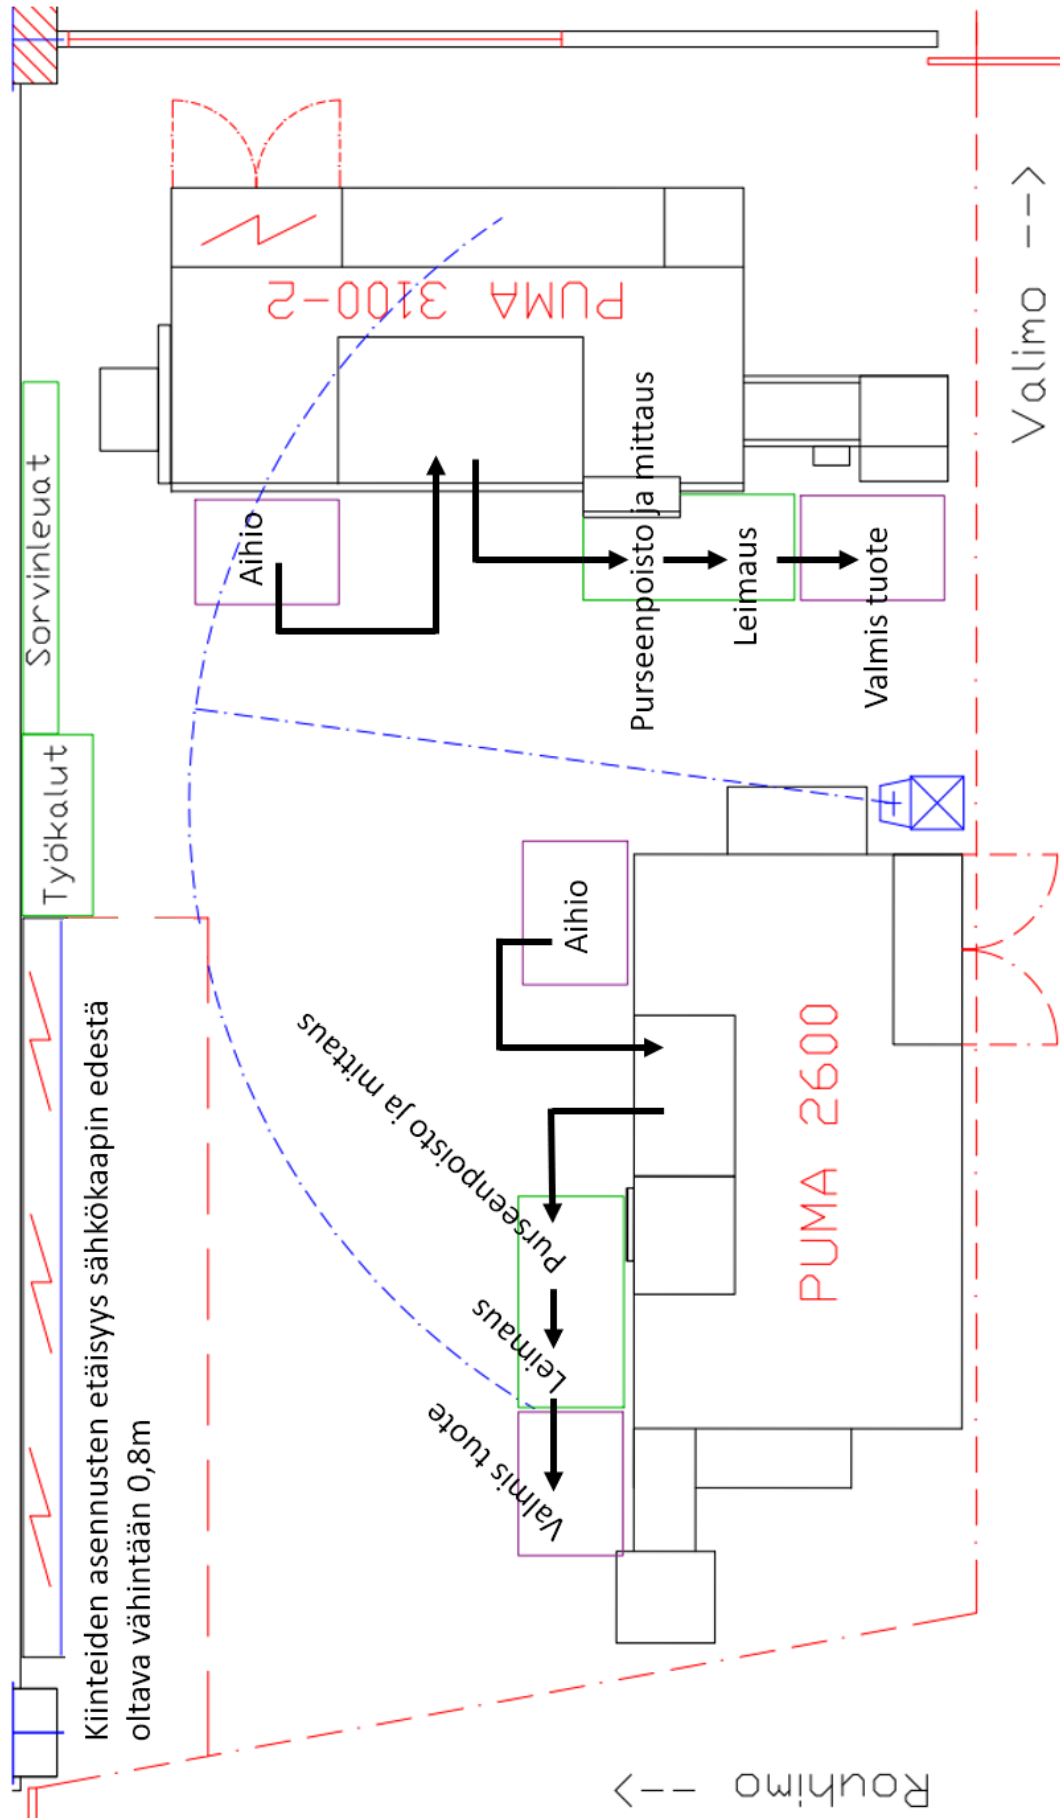 Sorvinleuat
Työkalut
Kiinteiden asennusten etäisyys sähkökaapin edestä
oltava vähintään 0,8m
PUMA 3100-2
Aihio
Purseenpoisto ja mittaus
Leimaus
Valmis tuote
Valimo -->
Aihio
Purseenpoisto ja mittaus
Leimaus
Valmis tuote
PUMA 2600
Rouhimo -->